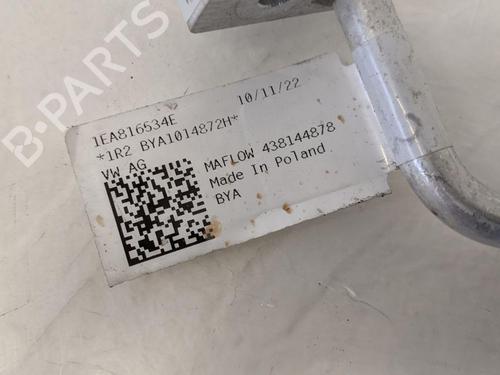 B-PARTS
1EA816534E
10/11/22
*1R2 BYA1014872H*
VW AG
MAFLOW 438144878
Made In Poland
BYA